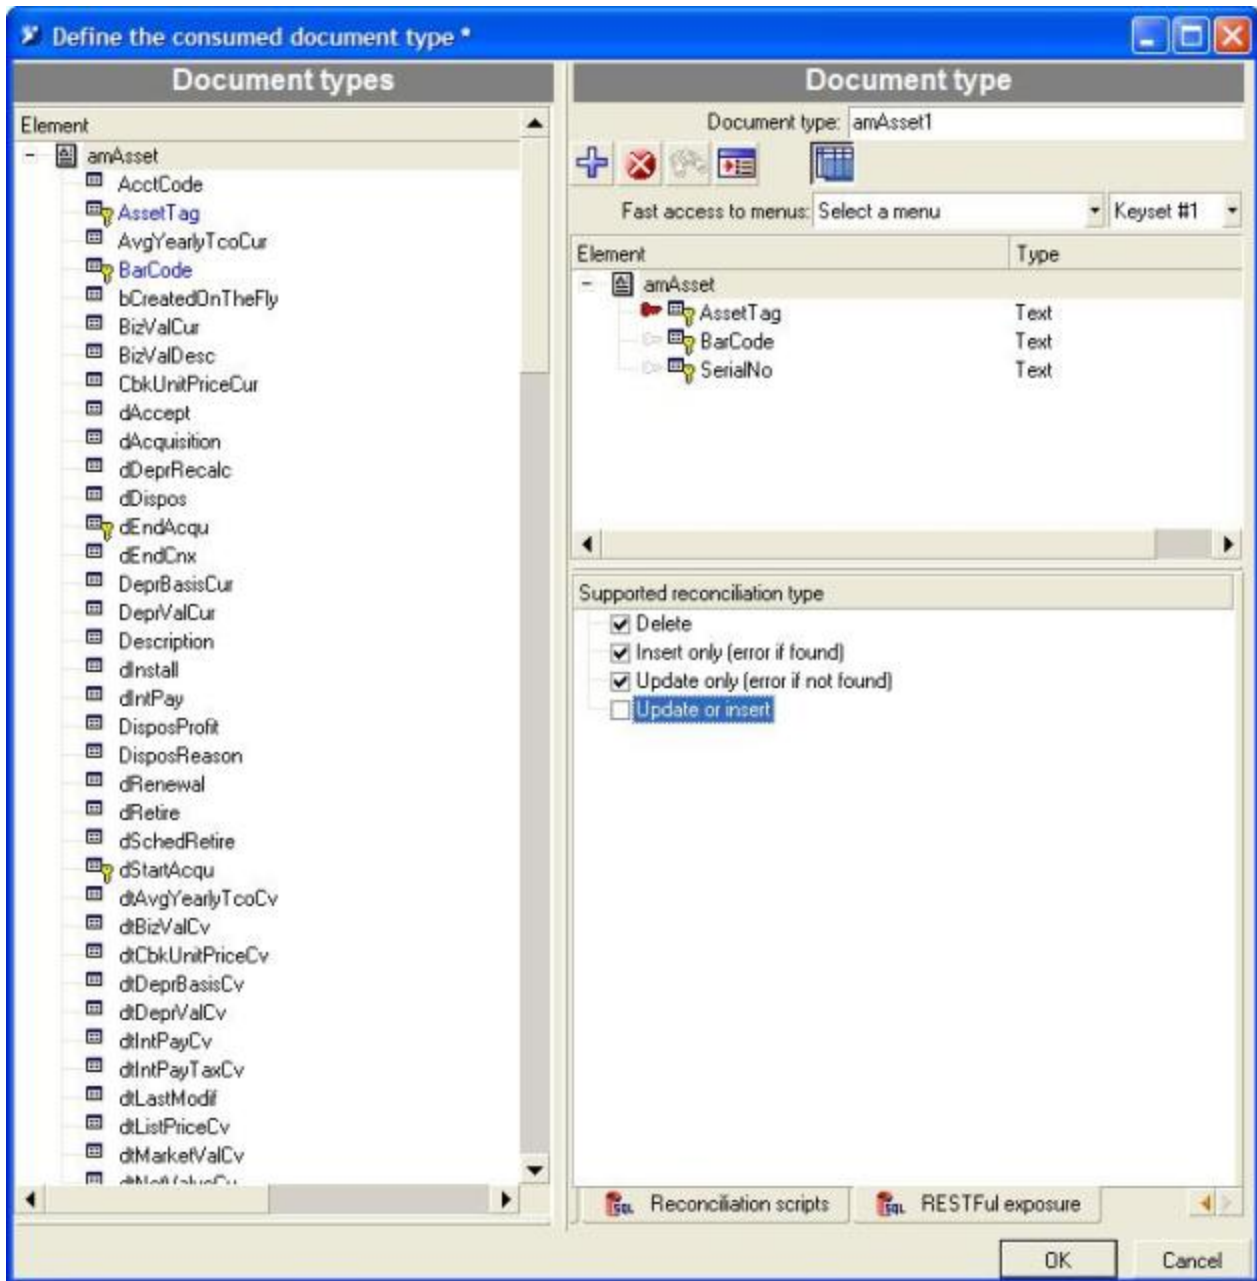 Define the consumed document type *
Document types
Element
amAsset
AcctCode
AssetTag
AvgYearlyTcoCur
BarCode
bCreatedOnTheFly
BizValCur
BizValDesc
CbkUnitPriceCur
dAccept
dAcquisition
dDeprRecalc
dDispos
dEndAcqu
dEndCnx
DeprBasisCur
DeprValCur
Description
dInstall
dIntPay
DisposProfit
DisposReason
dRenewal
dRetire
dSchedRetire
dStartAcqu
dtAvgYearlyTcoCv
dtBizValCv
dtCbkUnitPriceCv
dtDeprBasisCv
dtDeprValCv
dtIntPayCv
dtIntPayTaxCv
dtLastModif
dtListPriceCv
dtMarketValCv
Document type
Document type: amAsset1
Fast access to menus: Select a menu Keyset #1
Element Type
amAsset
AssetTag Text
BarCode Text
SerialNo Text
Supported reconciliation type
Delete
Insert only (error if found)
Update only (error if not found)
Update or insert
SQL Reconciliation scripts SQL RESTFul exposure
OK Cancel